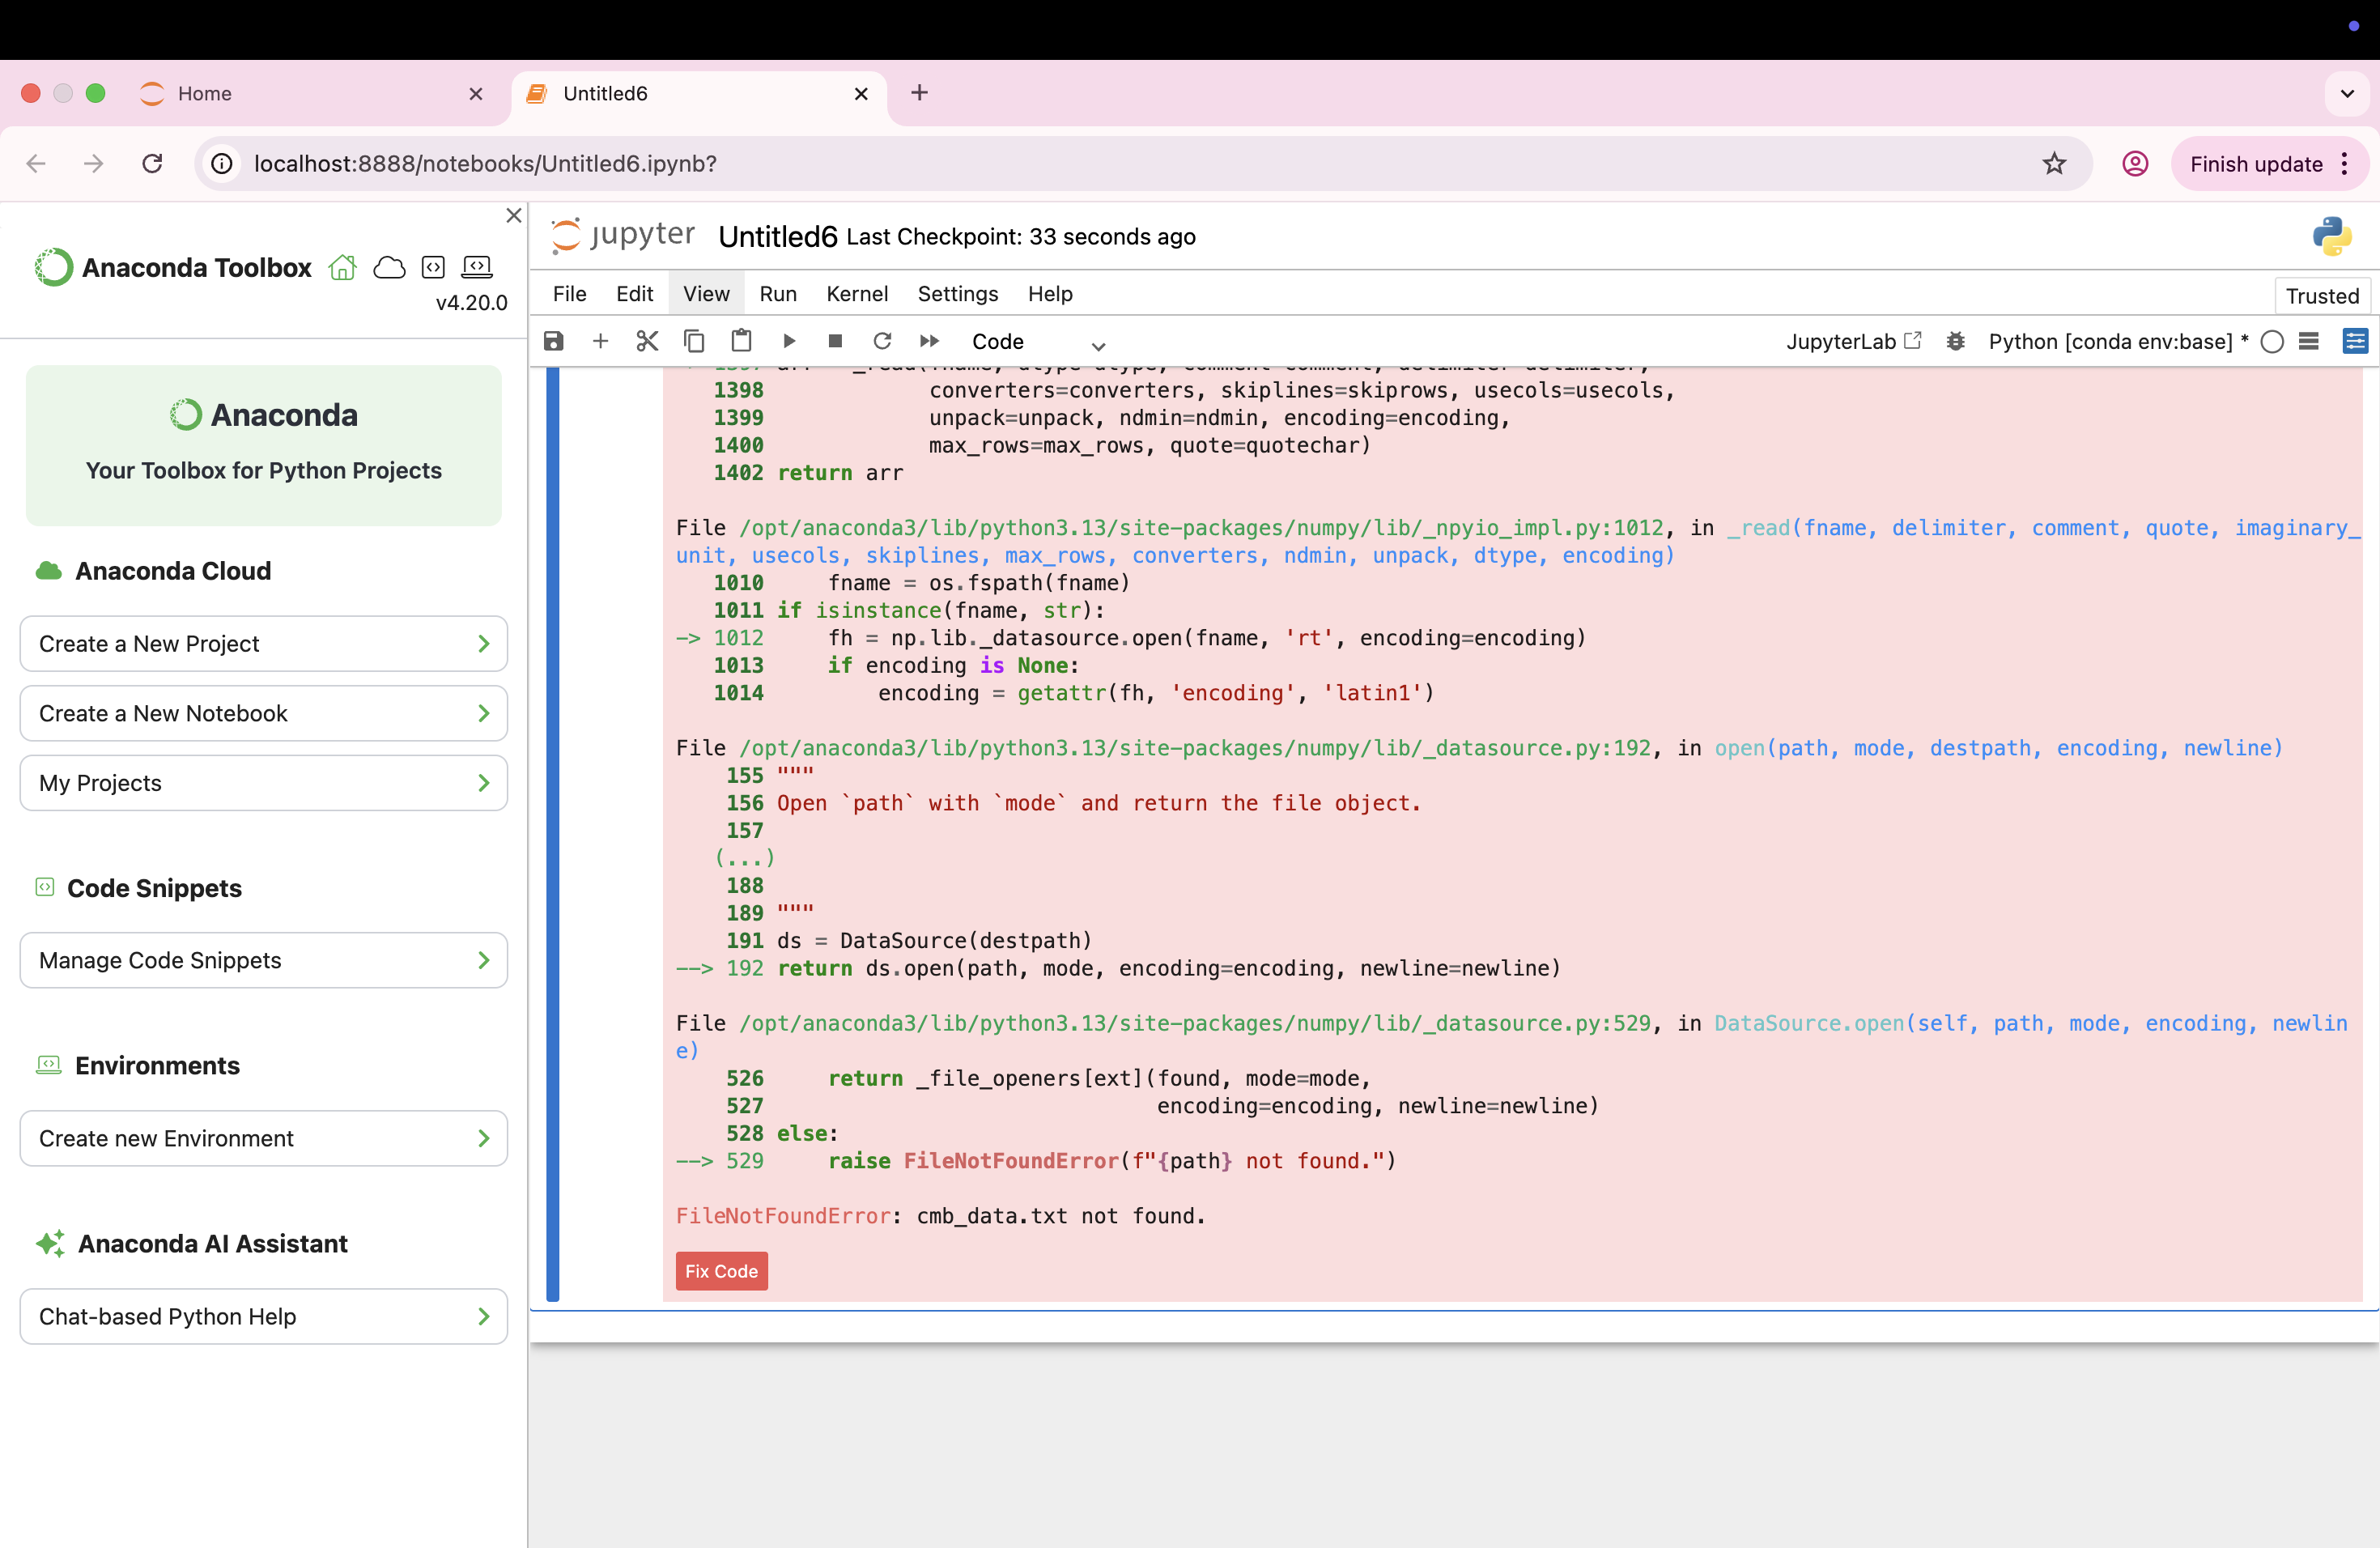 Home
Untitled6
localhost:8888/notebooks/Untitled6.ipynb?
Finish update
Anaconda Toolbox
v4.20.0
Anaconda
Your Toolbox for Python Projects
Anaconda Cloud
Create a New Project
Create a New Notebook
My Projects
Code Snippets
Manage Code Snippets
Environments
Create new Environment
Anaconda AI Assistant
Chat-based Python Help
jupyter Untitled6 Last Checkpoint: 33 seconds ago
File Edit View Run Kernel Settings Help
Trusted
Code
JupyterLab
Python [conda env:base] *
1398 converters=converters, skiplines=skiprows, usecols=usecols,
1399 unpack=unpack, ndmin=ndmin, encoding=encoding,
1400 max_rows=max_rows, quote=quotechar)
1402 return arr
File /opt/anaconda3/lib/python3.13/site-packages/numpy/lib/_npyio_impl.py:1012, in _read(fname, delimiter, comment, quote, imaginary_
unit, usecols, skiplines, max_rows, converters, ndmin, unpack, dtype, encoding)
1010 fname = os.fspath(fname)
1011 if isinstance(fname, str):
-> 1012 fh = np.lib._datasource.open(fname, 'rt', encoding=encoding)
1013 if encoding is None:
1014 encoding = getattr(fh, 'encoding', 'latin1')
File /opt/anaconda3/lib/python3.13/site-packages/numpy/lib/_datasource.py:192, in open(path, mode, destpath, encoding, newline)
155 """
156 Open `path` with `mode` and return the file object.
157
(...)
188
189 """
191 ds = DataSource(destpath)
--> 192 return ds.open(path, mode, encoding=encoding, newline=newline)
File /opt/anaconda3/lib/python3.13/site-packages/numpy/lib/_datasource.py:529, in DataSource.open(self, path, mode, encoding, newlin
e)
526 return _file_openers[ext](found, mode=mode,
527 encoding=encoding, newline=newline)
528 else:
--> 529 raise FileNotFoundError(f"{path} not found.")
FileNotFoundError: cmb_data.txt not found.
Fix Code